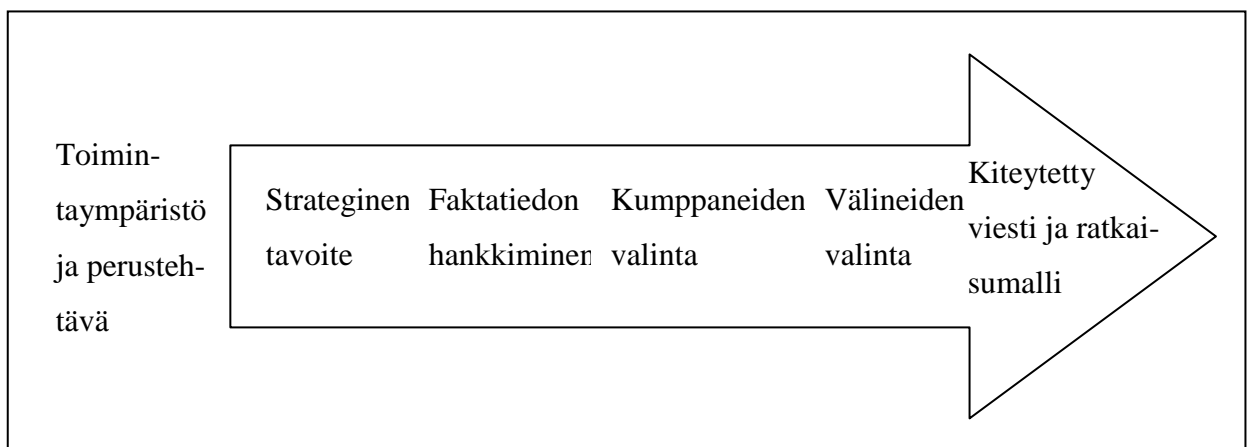 Toimin-
taympäristö
ja perusteh-
tävä
Strateginen
tavoite
Faktatiedon
hankkiminen
Kumppaneiden
valinta
Välineiden
valinta
Kiteytetty
viesti ja ratkai-
sumalli